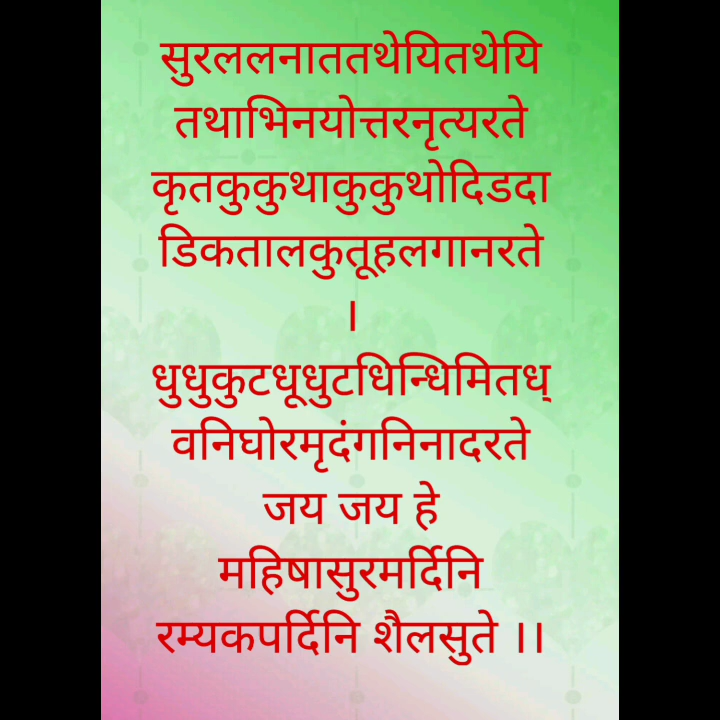 सुरललनाततथेयितथेयि
तथाभिनयोत्तरनृत्यरते
कृतकुकुथाकुकुथोदिडदा
डिकतालकुतूहलगानरते
।
धुधुकुटधूधुटधिन्धिमितध्
वनिघोरमृदंगनिनादरते
जय जय हे
महिषासुरमर्दिनि
रम्यकपर्दिनि शैलसुते ।।